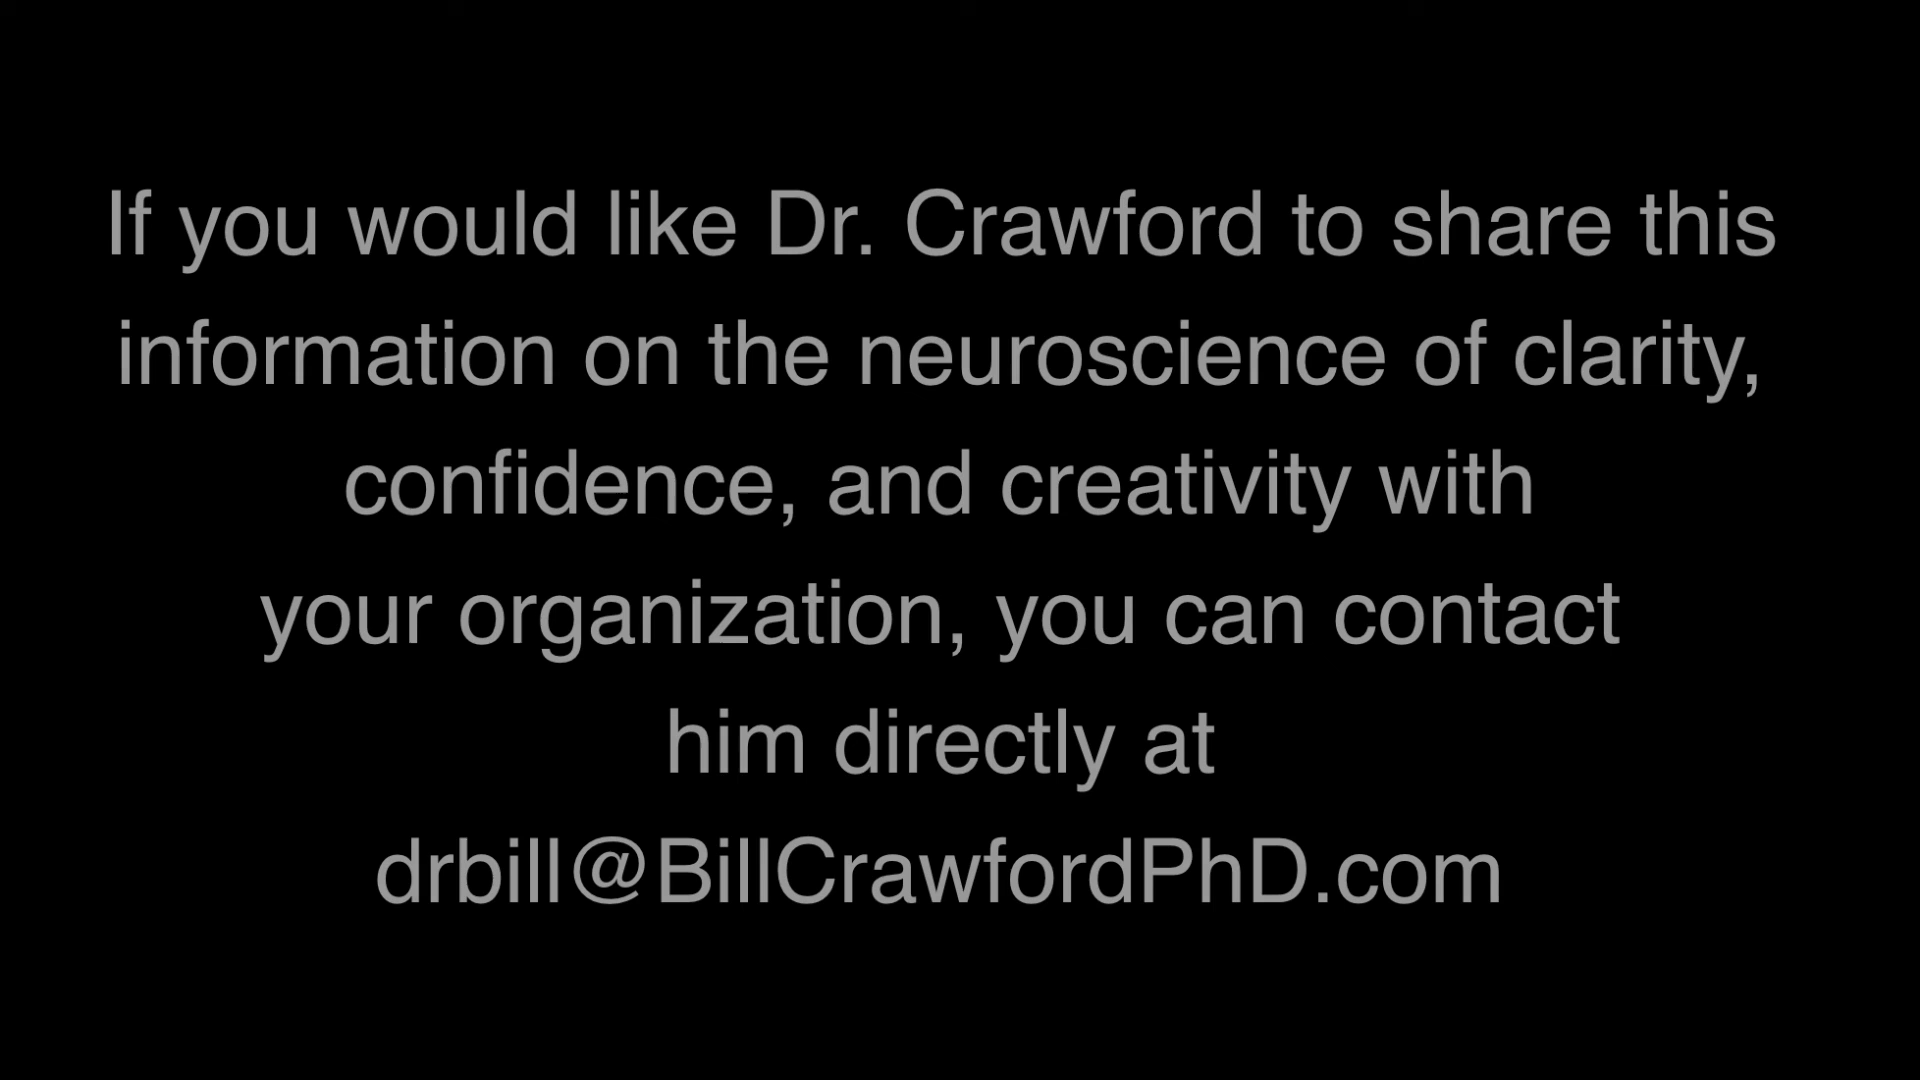 If you would like Dr. Crawford to share this
information on the neuroscience of clarity,
confidence, and creativity with
your organization, you can contact
him directly at
drbill@BillCrawfordPhD.com